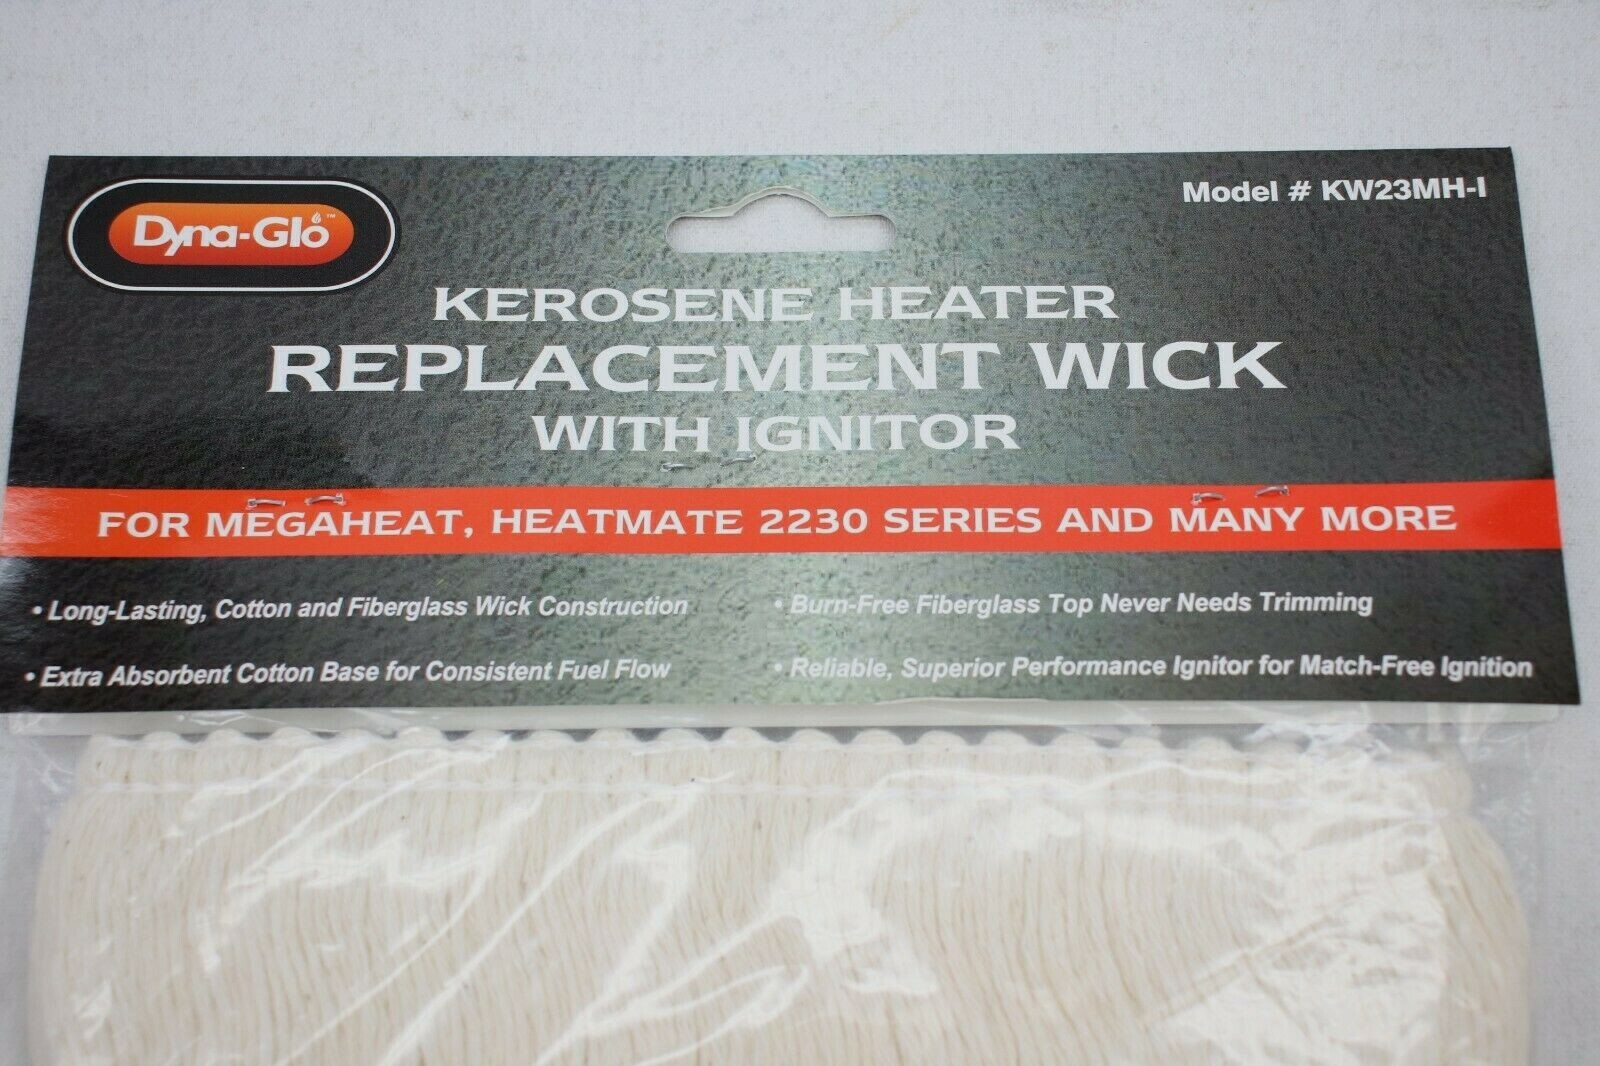 Dyna-Glo™
Model # KW23MH-I
KEROSENE HEATER
REPLACEMENT WICK
WITH IGNITOR
FOR MEGAHEAT, HEATMATE 2230 SERIES AND MANY MORE
• Long-Lasting, Cotton and Fiberglass Wick Construction
• Extra Absorbent Cotton Base for Consistent Fuel Flow
• Burn-Free Fiberglass Top Never Needs Trimming
• Reliable, Superior Performance Ignitor for Match-Free Ignition